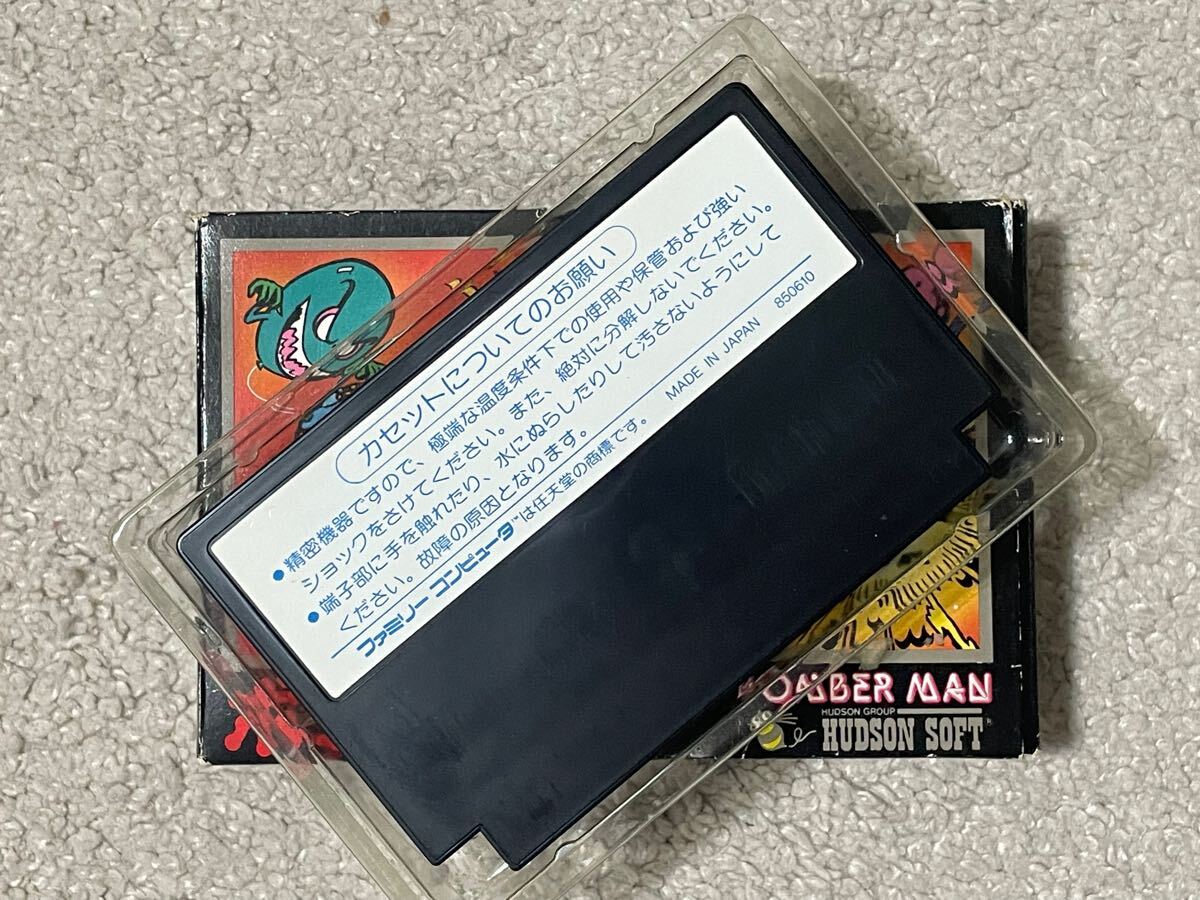 カセットについてのお願い
●精密機器ですので、極端な温度条件下での使用や保管および強い
ショックをさけてください。また、絶対に分解しないでください。
●端子部に手を触れたり、水にぬらしたりして汚さないようにして
ください。故障の原因となります。
ファミリー コンピュータ™は任天堂の商標です。
MADE IN JAPAN 850610
OMBER MAN
HUDSON GROUP
HUDSON SOFT